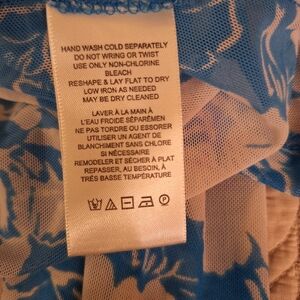 HAND WASH COLD SEPARATELY
DO NOT WRING OR TWIST
USE ONLY NON-CHLORINE
BLEACH
RESHAPE & LAY FLAT TO DRY
LOW IRON AS NEEDED
MAY BE DRY CLEANED
LAVER À LA MAIN À
L'EAU FROIDE SÉPARÉMEN
NE PAS TORDRE OU ESSORER
UTILISER UN AGENT DE
BLANCHIMENT SANS CHLORE
SI NÉCESSAIRE
REMODELER ET SÉCHER À PLAT
REPASSER, AU BESOIN, À
TRÈS BASSE TEMPÉRATURE
P